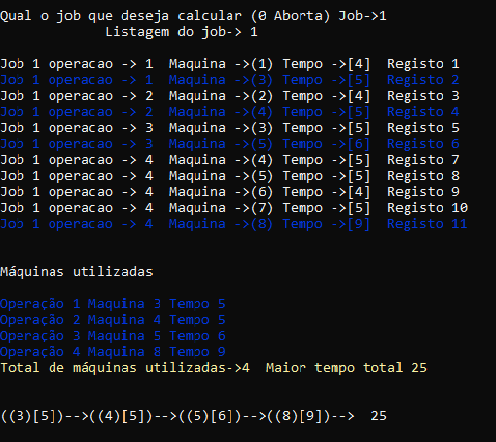 Qual o job que deseja calcular (0 Aborta) Job->1
Listagem do job-> 1
Job 1 operacao -> 1 Maquina ->(1) Tempo ->[4] Registo 1
Job 1 operacao -> 1 Maquina ->(3) Tempo ->[5] Registo 2
Job 1 operacao -> 2 Maquina ->(2) Tempo ->[4] Registo 3
Job 1 operacao -> 2 Maquina ->(4) Tempo ->[5] Registo 4
Job 1 operacao -> 3 Maquina ->(3) Tempo ->[5] Registo 5
Job 1 operacao -> 3 Maquina ->(5) Tempo ->[6] Registo 6
Job 1 operacao -> 4 Maquina ->(4) Tempo ->[5] Registo 7
Job 1 operacao -> 4 Maquina ->(5) Tempo ->[5] Registo 8
Job 1 operacao -> 4 Maquina ->(6) Tempo ->[4] Registo 9
Job 1 operacao -> 4 Maquina ->(7) Tempo ->[5] Registo 10
Job 1 operacao -> 4 Maquina ->(8) Tempo ->[9] Registo 11
Máquinas utilizadas
Operação 1 Maquina 3 Tempo 5
Operação 2 Maquina 4 Tempo 5
Operação 3 Maquina 5 Tempo 6
Operação 4 Maquina 8 Tempo 9
Total de máquinas utilizadas->4 Maior tempo total 25
((3)[5])-->((4)[5])-->((5)[6])-->((8)[9])--> 25